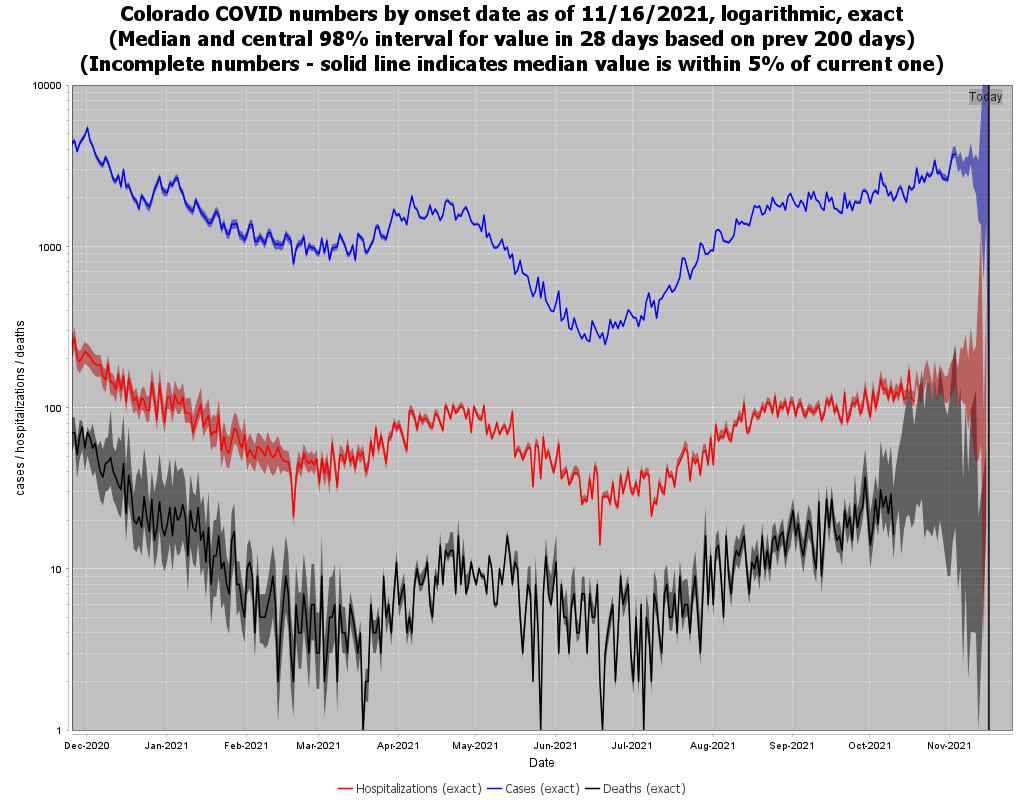 Colorado COVID numbers by onset date as of 11/16/2021, logarithmic, exact
(Median and central 98% interval for value in 28 days based on prev 200 days)
(Incomplete numbers - solid line indicates median value is within 5% of current one)
10000
Today
1000
100
10
1
cases / hospitalizations / deaths
Dec-2020 Jan-2021 Feb-2021 Mar-2021 Apr-2021 May-2021 Jun-2021 Jul-2021 Aug-2021 Sep-2021 Oct-2021 Nov-2021
Date
Hospitalizations (exact) Cases (exact) Deaths (exact)